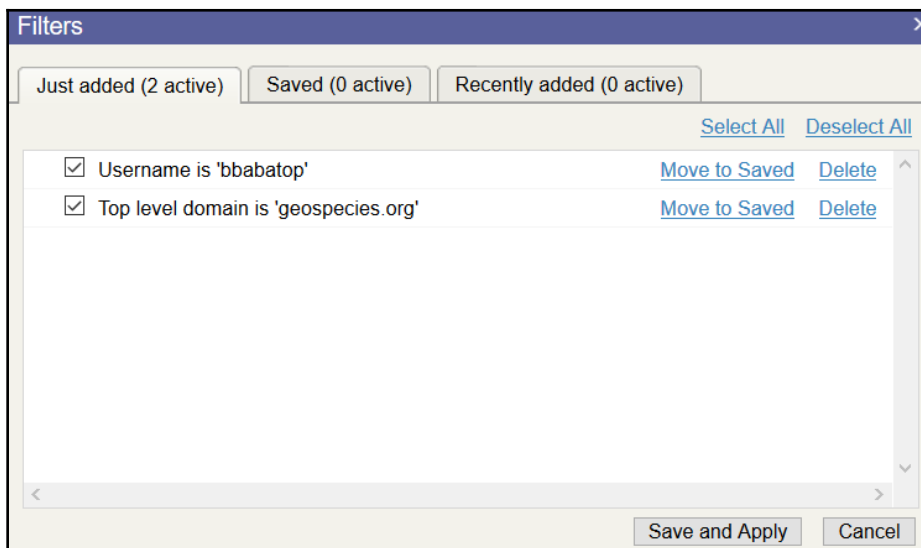 Filters
Just added (2 active) Saved (0 active) Recently added (0 active)
Select All Deselect All
Username is 'bbabatop' Move to Saved Delete
Top level domain is 'geospecies.org' Move to Saved Delete
Save and Apply Cancel